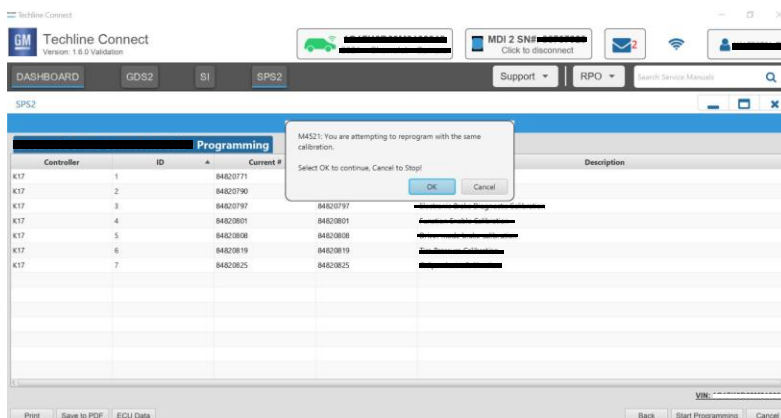 Techline Connect
GM Techline Connect
Version: 1.6.0 Validation
MDI 2 SN#
Click to disconnect
2
DASHBOARD GDS2 SI SPS2 Support RPO Search Service Manuals
SPS2
Programming
M4521: You are attempting to reprogram with the same
calibration.
Select OK to continue, Cancel to Stop!
OK Cancel
Controller ID Current # Description
K17 1 84820771
K17 2 84820790
K17 3 84820797 84820797
K17 4 84820801 84820801
K17 5 84820808 84820808
K17 6 84820819 84820819
K17 7 84820825 84820825
VIN:
Print Save to PDF ECU Data Back Start Programming Cancel